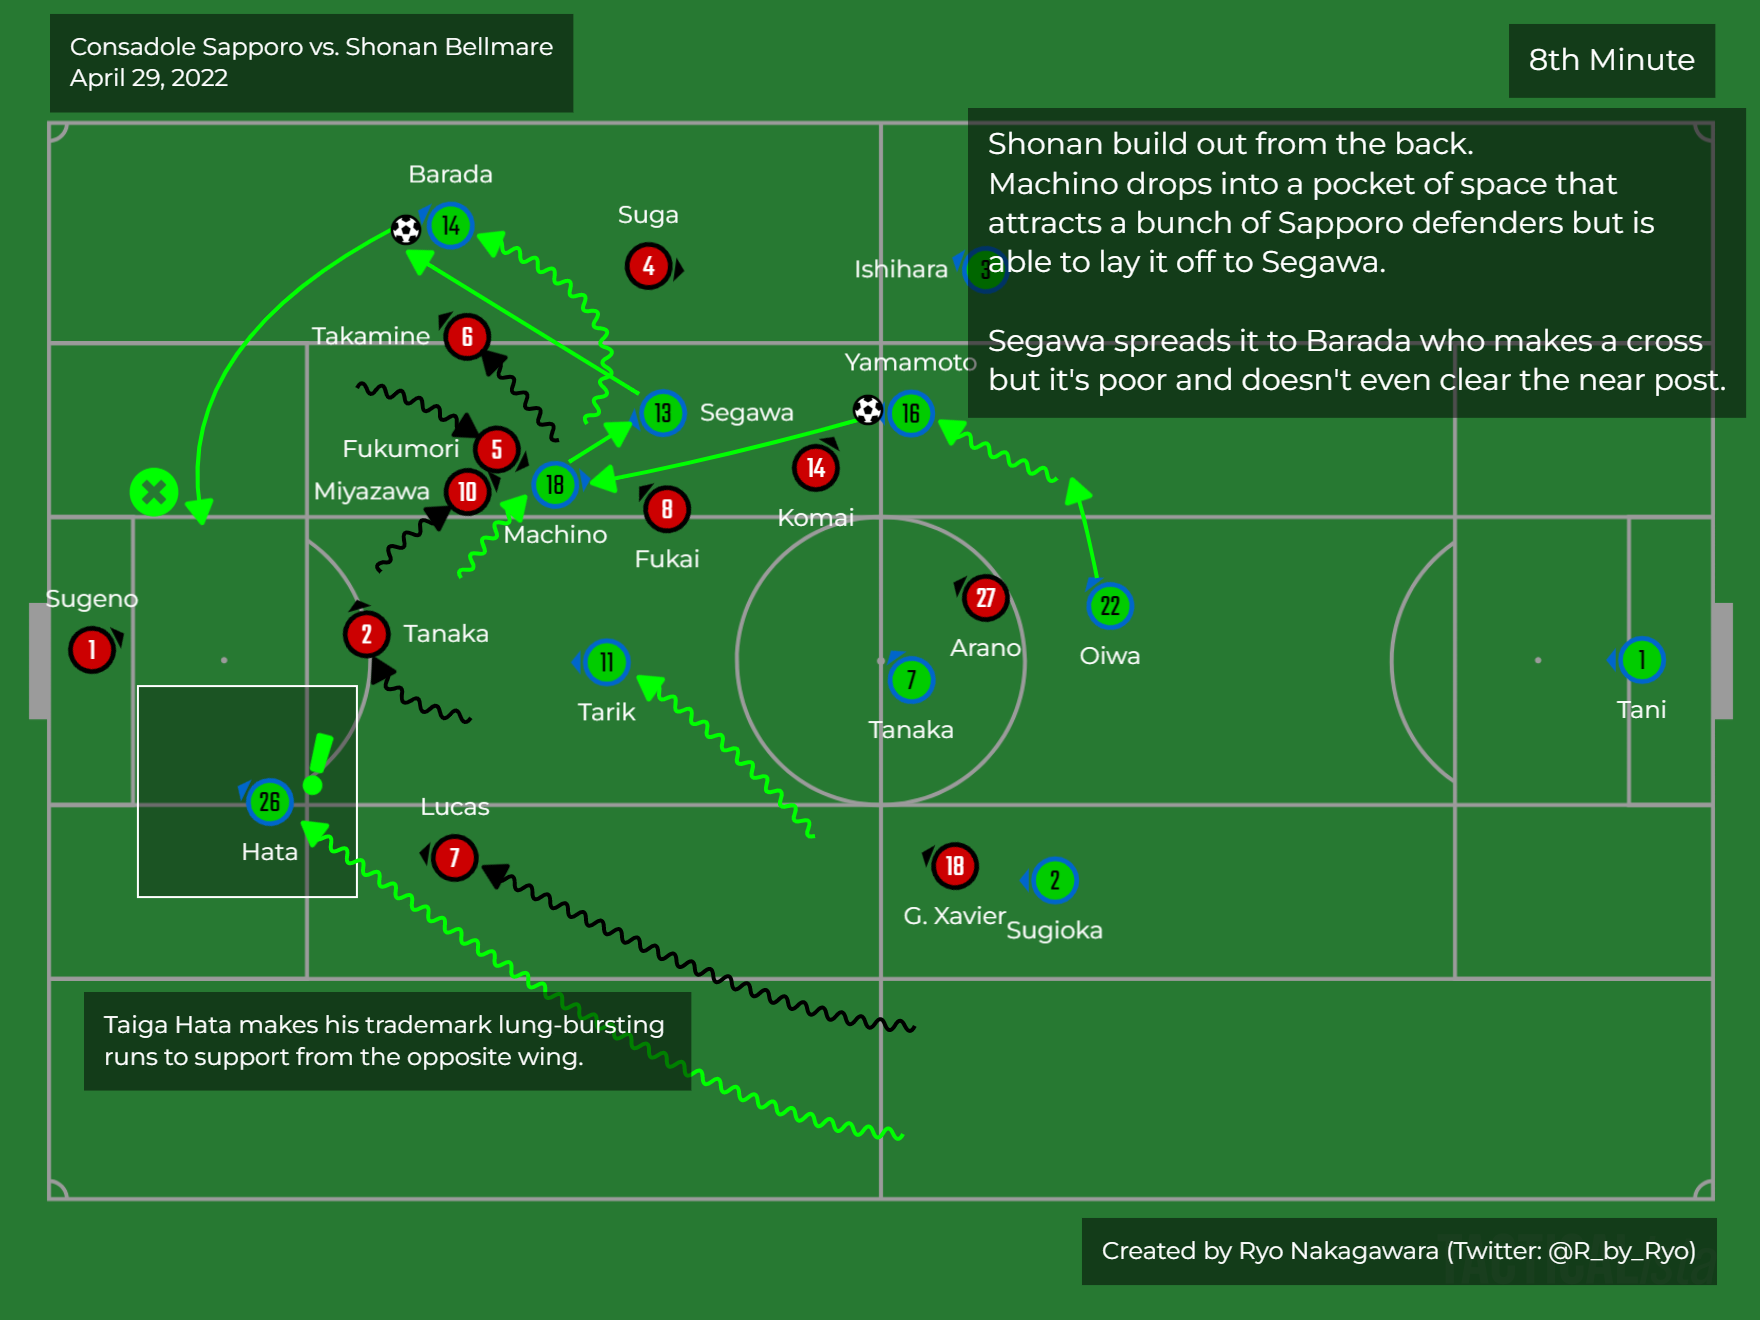 Consadole Sapporo vs. Shonan Bellmare
April 29, 2022
8th Minute
Shonan build out from the back.
Machino drops into a pocket of space that
attracts a bunch of Sapporo defenders but is
able to lay it off to Segawa.
Segawa spreads it to Barada who makes a cross
but it's poor and doesn't even clear the near post.
Barada
14
Suga
4
Ishihara
3
Takamine
6
Yamamoto
16
13
Segawa
Fukumori
5
Miyazawa
10
18
Machino
8
Fukai
14
Komai
Sugeno
1
2
Tanaka
27
Arano
22
Oiwa
11
Tarik
7
Tanaka
1
Tani
26
Hata
!
Lucas
7
18
G. Xavier
2
Sugioka
Taiga Hata makes his trademark lung-bursting
runs to support from the opposite wing.
Created by Ryo Nakagawara (Twitter: @R_by_Ryo)